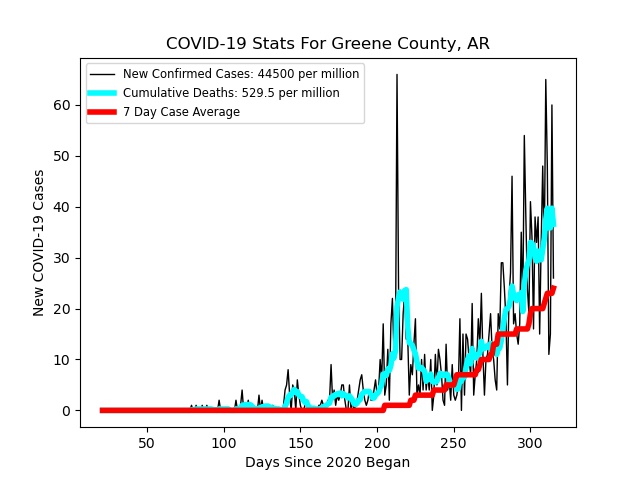 COVID-19 Stats For Greene County, AR
New Confirmed Cases: 44500 per million
Cumulative Deaths: 529.5 per million
7 Day Case Average
New COVID-19 Cases
60
50
40
30
20
10
0
50 100 150 200 250 300
Days Since 2020 Began